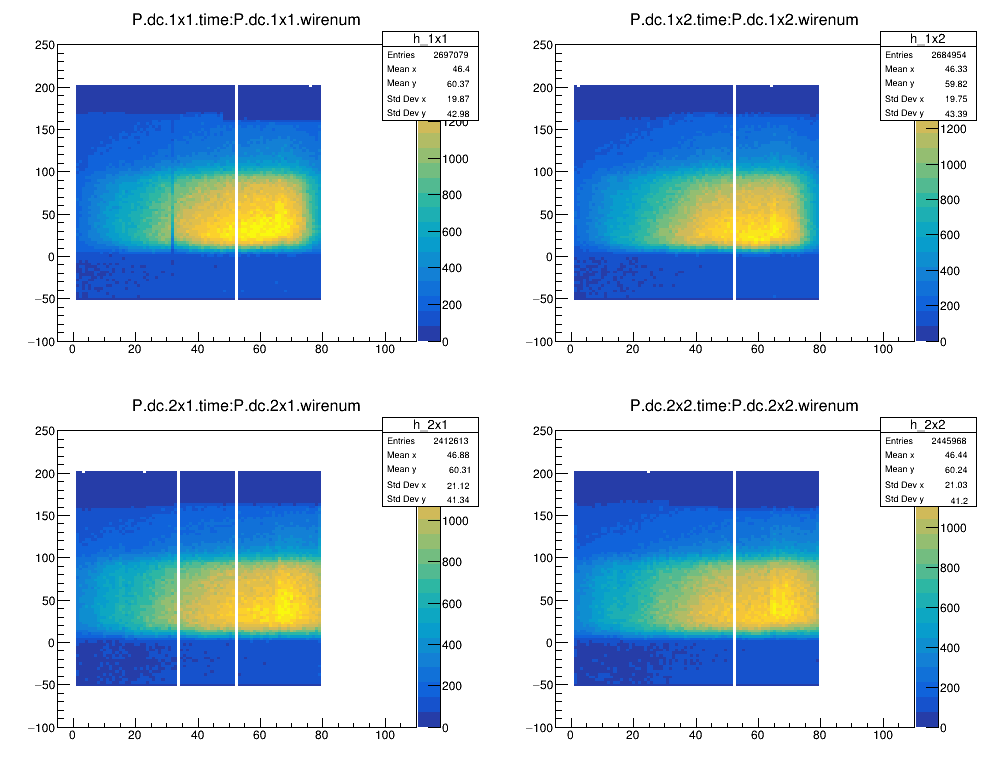 P.dc.1x1.time:P.dc.1x1.wirenum
h_1x1
Entries 2697079
Mean x 46.4
Mean y 60.37
Std Dev x 19.87
Std Dev y 42.98
250
200
150
100
50
0
−50
−100
0 20 40 60 80 100
1200
1000
800
600
400
200
0
P.dc.1x2.time:P.dc.1x2.wirenum
h_1x2
Entries 2684954
Mean x 46.33
Mean y 59.82
Std Dev x 19.75
Std Dev y 43.39
250
200
150
100
50
0
−50
−100
0 20 40 60 80 100
1200
1000
800
600
400
200
0
P.dc.2x1.time:P.dc.2x1.wirenum
h_2x1
Entries 2412613
Mean x 46.88
Mean y 60.31
Std Dev x 21.12
Std Dev y 41.34
250
200
150
100
50
0
−50
−100
0 20 40 60 80 100
1000
800
600
400
200
0
P.dc.2x2.time:P.dc.2x2.wirenum
h_2x2
Entries 2445968
Mean x 46.44
Mean y 60.24
Std Dev x 21.03
Std Dev y 41.2
250
200
150
100
50
0
−50
−100
0 20 40 60 80 100
1000
800
600
400
200
0